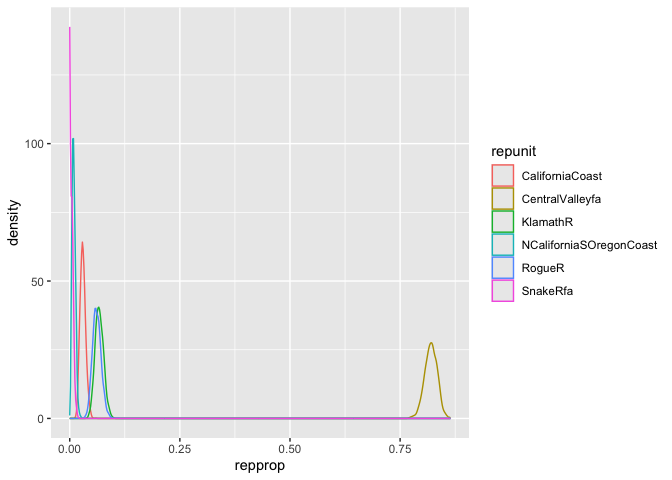 density
100
50
0
0.00 0.25 0.50 0.75
repprop
repunit
CaliforniaCoast
CentralValleyfa
KlamathR
NCaliforniaSOregonCoast
RogueR
SnakeRfa